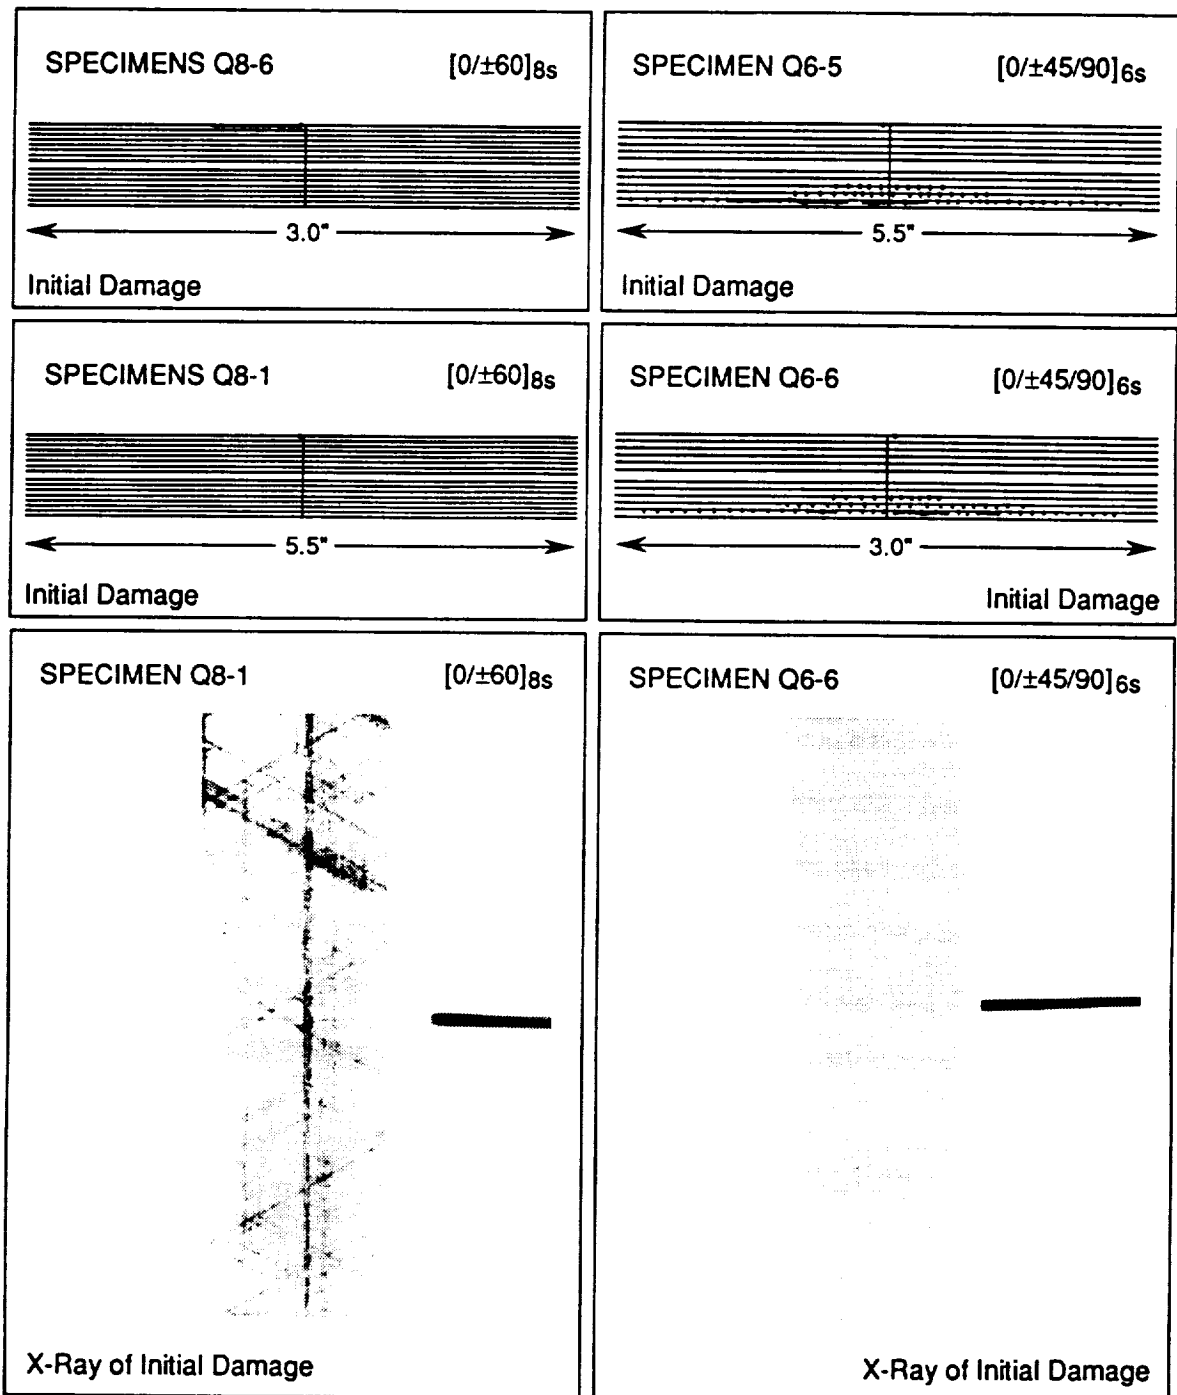 SPECIMENS Q8-6 [0/±60]8s
3.0"
Initial Damage
SPECIMEN Q6-5 [0/±45/90]6s
5.5"
Initial Damage
SPECIMENS Q8-1 [0/±60]8s
5.5"
Initial Damage
SPECIMEN Q6-6 [0/±45/90]6s
3.0"
Initial Damage
SPECIMEN Q8-1 [0/±60]8s
X-Ray of Initial Damage
SPECIMEN Q6-6 [0/±45/90]6s
X-Ray of Initial Damage